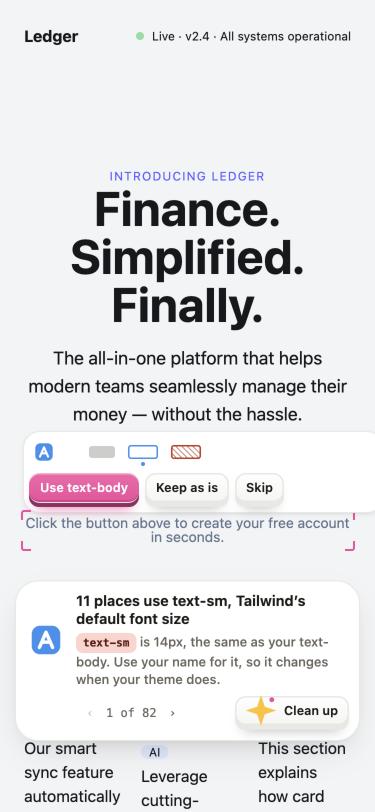 Ledger
Live · v2.4 · All systems operational
INTRODUCING LEDGER
Finance.
Simplified.
Finally.
The all-in-one platform that helps
modern teams seamlessly manage their
money — without the hassle.
A
Use text-body
Keep as is
Skip
Click the button above to create your free account
in seconds.
A
11 places use text-sm, Tailwind’s
default font size
text-sm is 14px, the same as your text-
body. Use your name for it, so it changes
when your theme does.
‹ 1 of 82 ›
Clean up
Our smart
sync feature
automatically
AI
Leverage
cutting-
This section
explains
how card